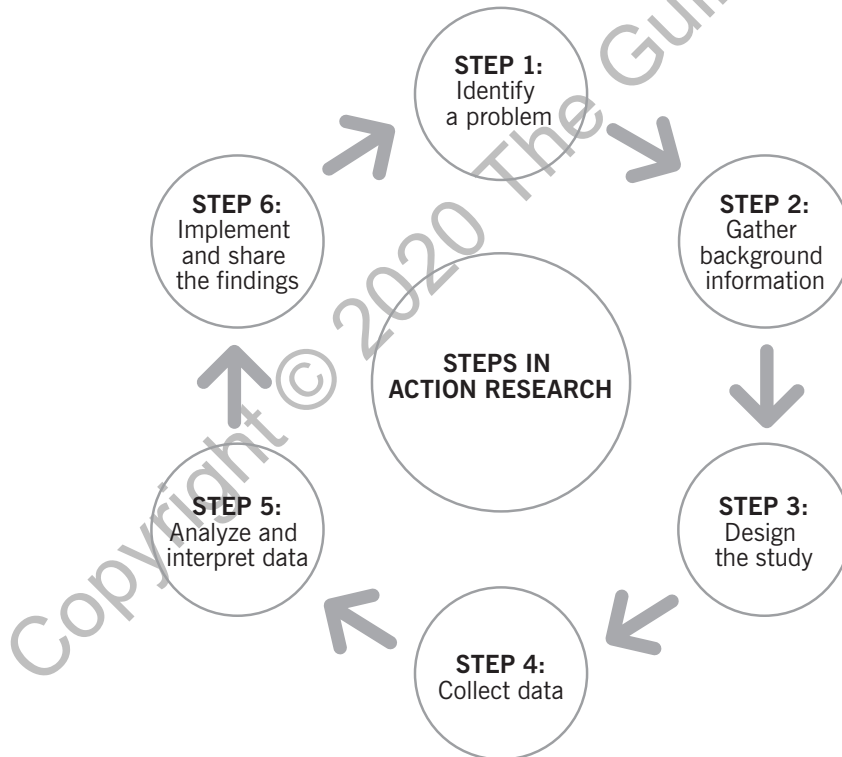 STEP 1:
Identify
a problem
STEP 2:
Gather
background
information
STEP 3:
Design
the study
STEP 4:
Collect data
STEP 5:
Analyze and
interpret data
STEP 6:
Implement
and share
the findings
STEPS IN
ACTION RESEARCH
Copyright © 2020 The